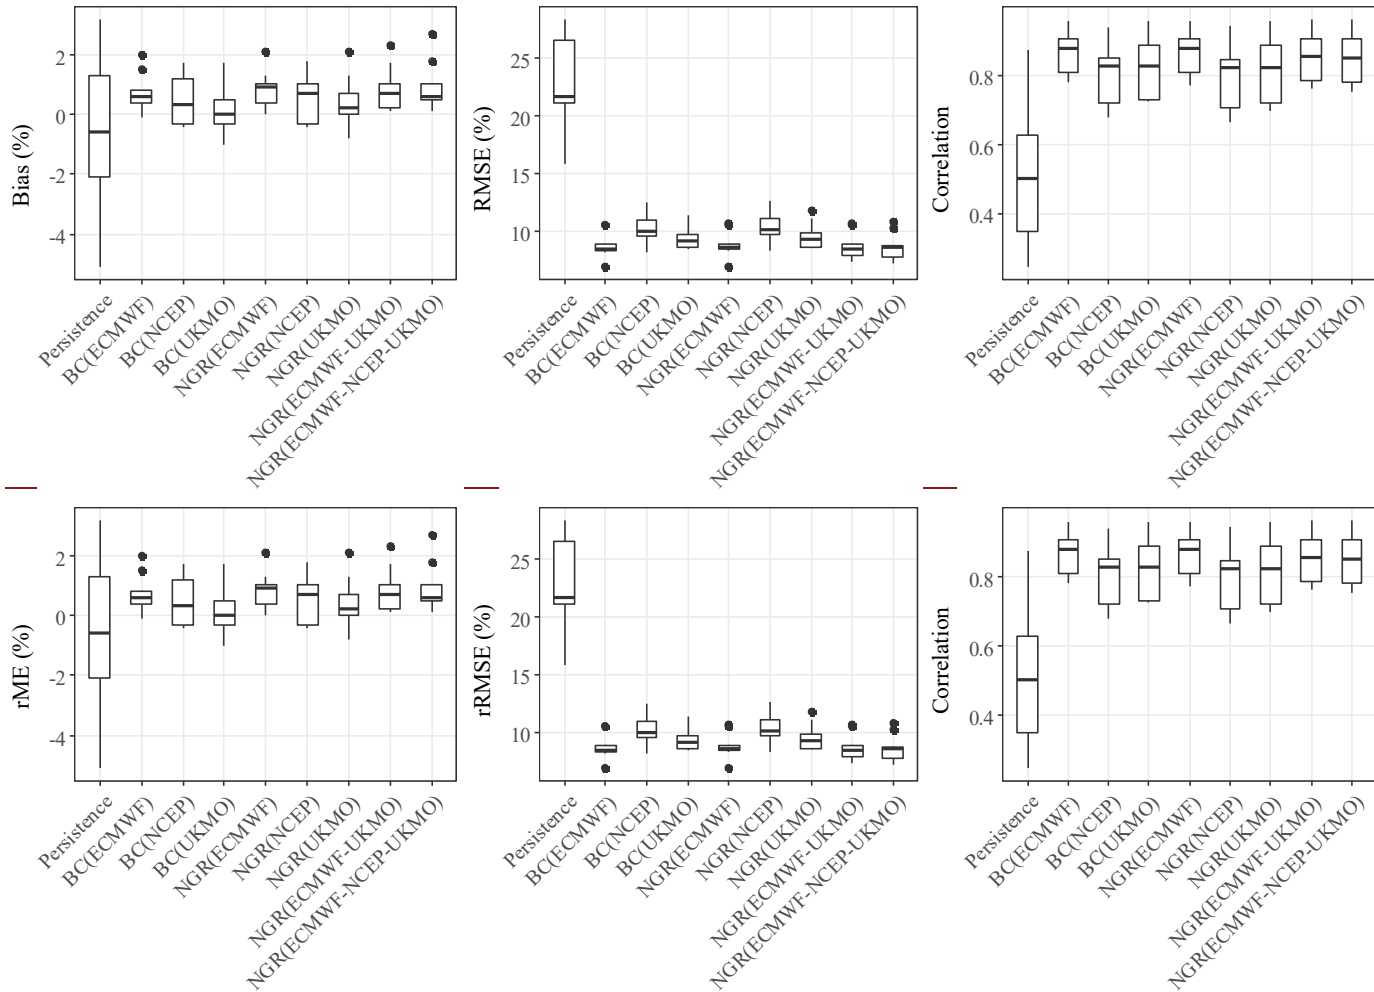 Bias (%)
2
0
-2
-4
Persistence
BC(ECMWF)
BC(NCEP)
BC(UKMO)
NGR(ECMWF)
NGR(NCEP)
NGR(UKMO)
NGR(ECMWF-UKMO)
NGR(ECMWF-NCEP-UKMO)
RMSE (%)
25
20
15
10
Persistence
BC(ECMWF)
BC(NCEP)
BC(UKMO)
NGR(ECMWF)
NGR(NCEP)
NGR(UKMO)
NGR(ECMWF-UKMO)
NGR(ECMWF-NCEP-UKMO)
Correlation
0.8
0.6
0.4
Persistence
BC(ECMWF)
BC(NCEP)
BC(UKMO)
NGR(ECMWF)
NGR(NCEP)
NGR(UKMO)
NGR(ECMWF-UKMO)
NGR(ECMWF-NCEP-UKMO)
rME (%)
2
0
-2
-4
Persistence
BC(ECMWF)
BC(NCEP)
BC(UKMO)
NGR(ECMWF)
NGR(NCEP)
NGR(UKMO)
NGR(ECMWF-UKMO)
NGR(ECMWF-NCEP-UKMO)
rRMSE (%)
25
20
15
10
Persistence
BC(ECMWF)
BC(NCEP)
BC(UKMO)
NGR(ECMWF)
NGR(NCEP)
NGR(UKMO)
NGR(ECMWF-UKMO)
NGR(ECMWF-NCEP-UKMO)
Correlation
0.8
0.6
0.4
Persistence
BC(ECMWF)
BC(NCEP)
BC(UKMO)
NGR(ECMWF)
NGR(NCEP)
NGR(UKMO)
NGR(ECMWF-UKMO)
NGR(ECMWF-NCEP-UKMO)